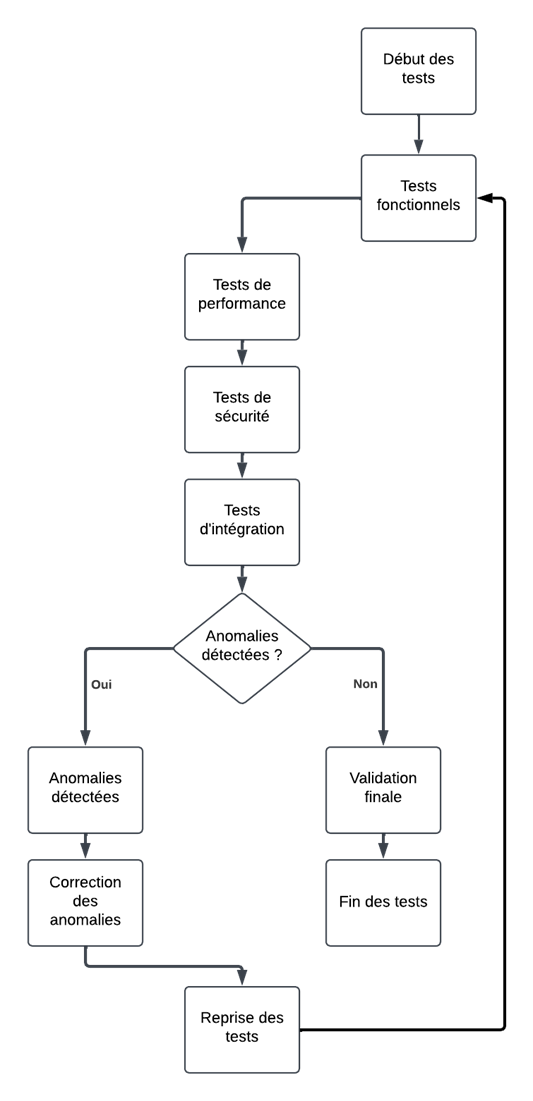 Début des
tests
Tests
fonctionnels
Tests de
performance
Tests de
sécurité
Tests
d'intégration
Anomalies
détectées ?
Oui
Non
Anomalies
détectées
Validation
finale
Correction
des
anomalies
Fin des tests
Reprise des
tests